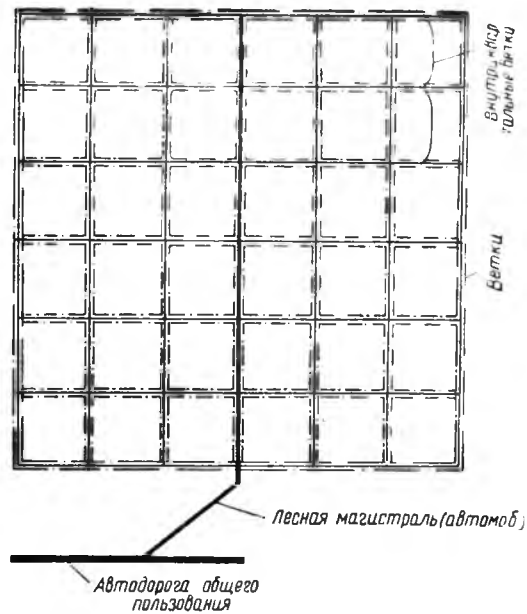 Внутриквар
тальные ветки
Ветки
Лесная магистраль (автомоб)
Автодорога общего
пользования